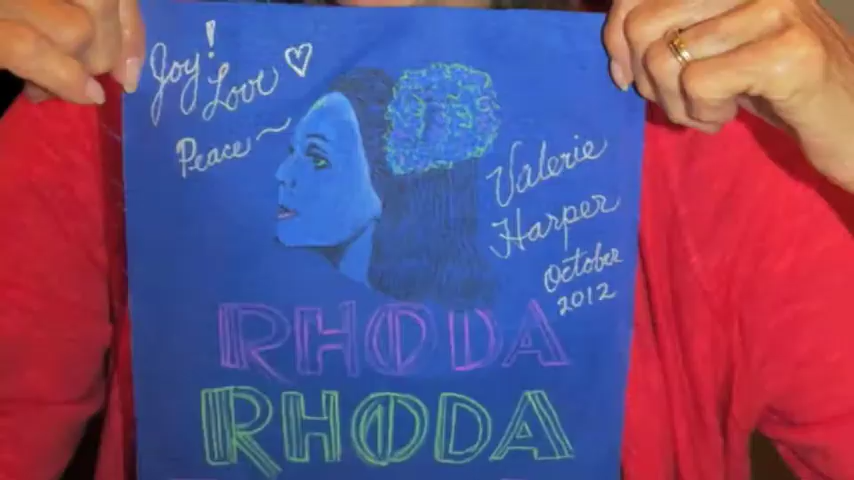 Joy!
Love ♡
Peace ~
Valerie
Harper
October
2012
RHODA
RHODA